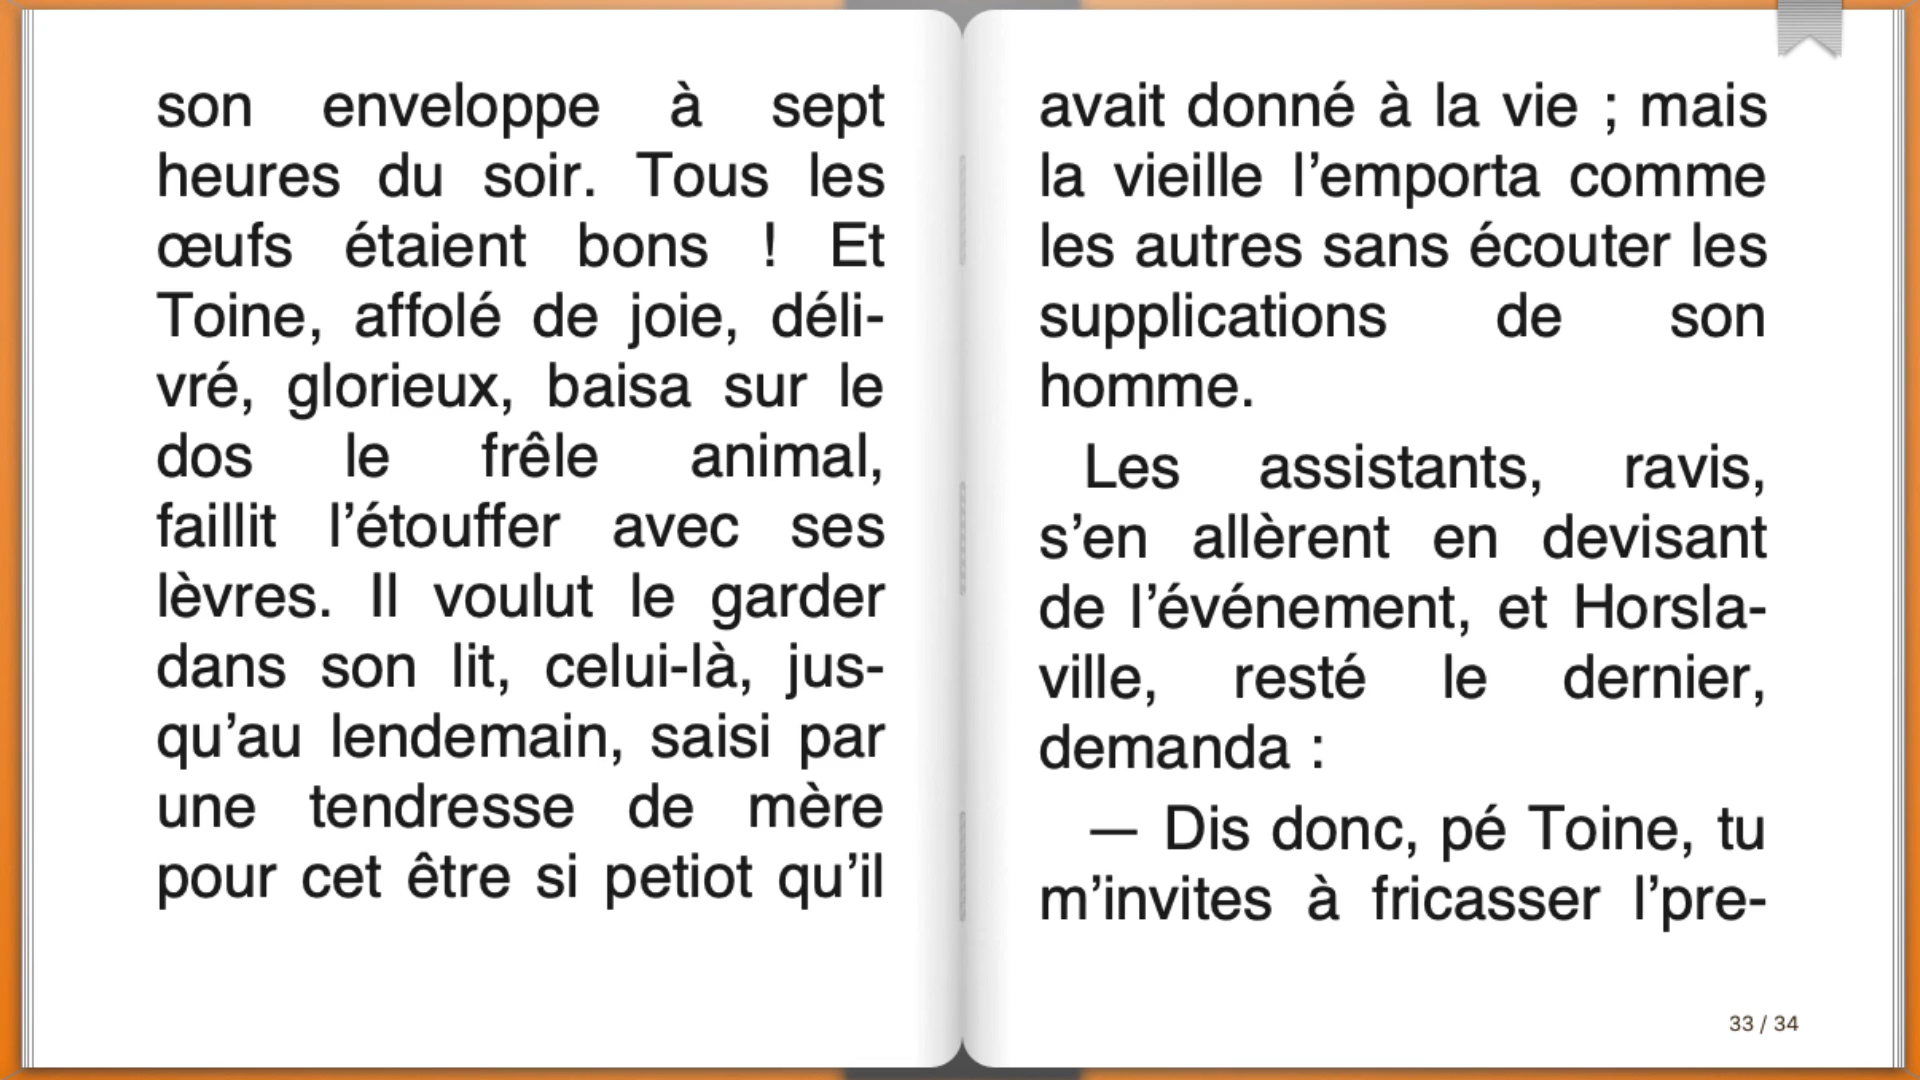 son enveloppe à sept
heures du soir. Tous les
œufs étaient bons ! Et
Toine, affolé de joie, déli-
vré, glorieux, baisa sur le
dos le frêle animal,
faillit l’étouffer avec ses
lèvres. Il voulut le garder
dans son lit, celui-là, jus-
qu’au lendemain, saisi par
une tendresse de mère
pour cet être si petiot qu’il
avait donné à la vie ; mais
la vieille l’emporta comme
les autres sans écouter les
supplications de son
homme.
Les assistants, ravis,
s’en allèrent en devisant
de l’événement, et Horsla-
ville, resté le dernier,
demanda :
— Dis donc, pé Toine, tu
m’invites à fricasser l’pre-
33 / 34